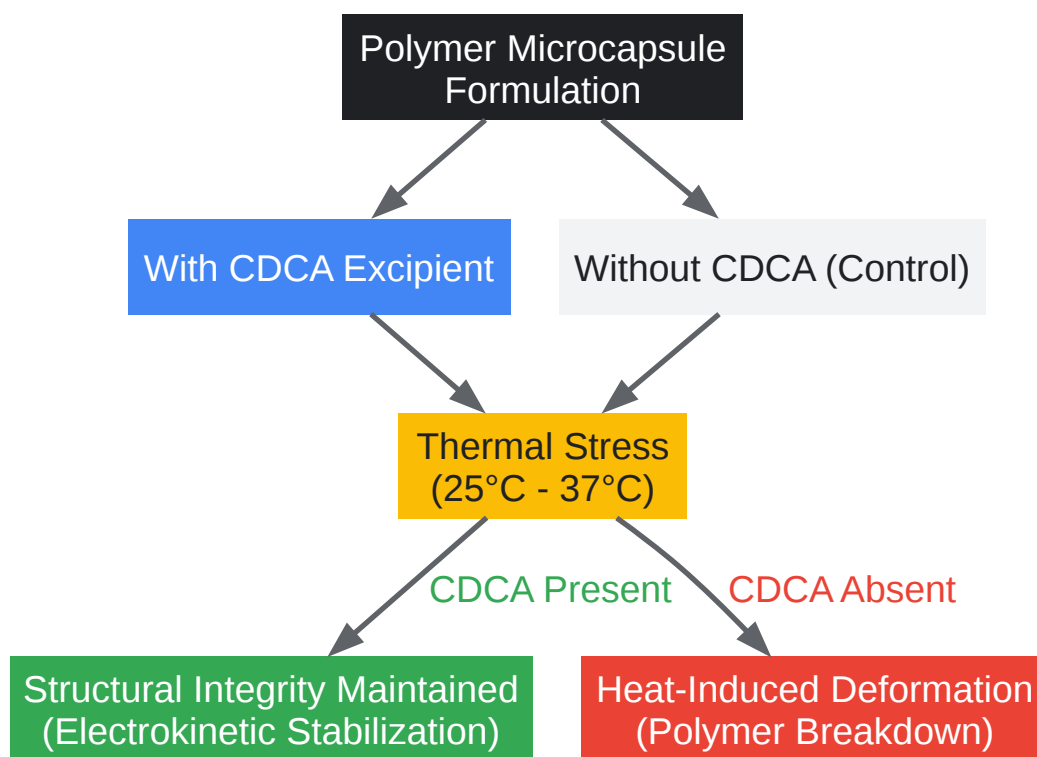 Polymer Microcapsule
Formulation
With CDCA Excipient
Without CDCA (Control)
Thermal Stress
(25°C - 37°C)
CDCA Present
CDCA Absent
Structural Integrity Maintained
(Electrokinetic Stabilization)
Heat-Induced Deformation
(Polymer Breakdown)